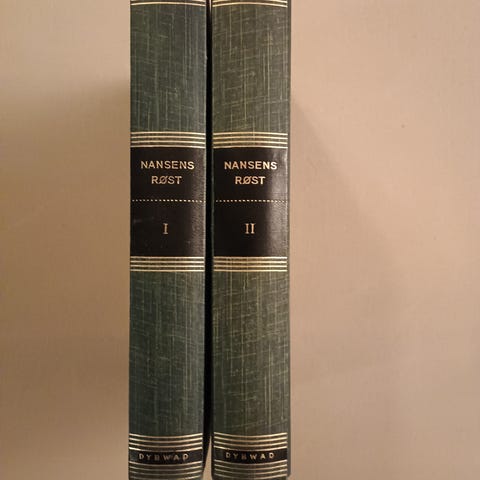 NANSENS
RØST
I
DYBWAD
NANSENS
RØST
II
DYBWAD